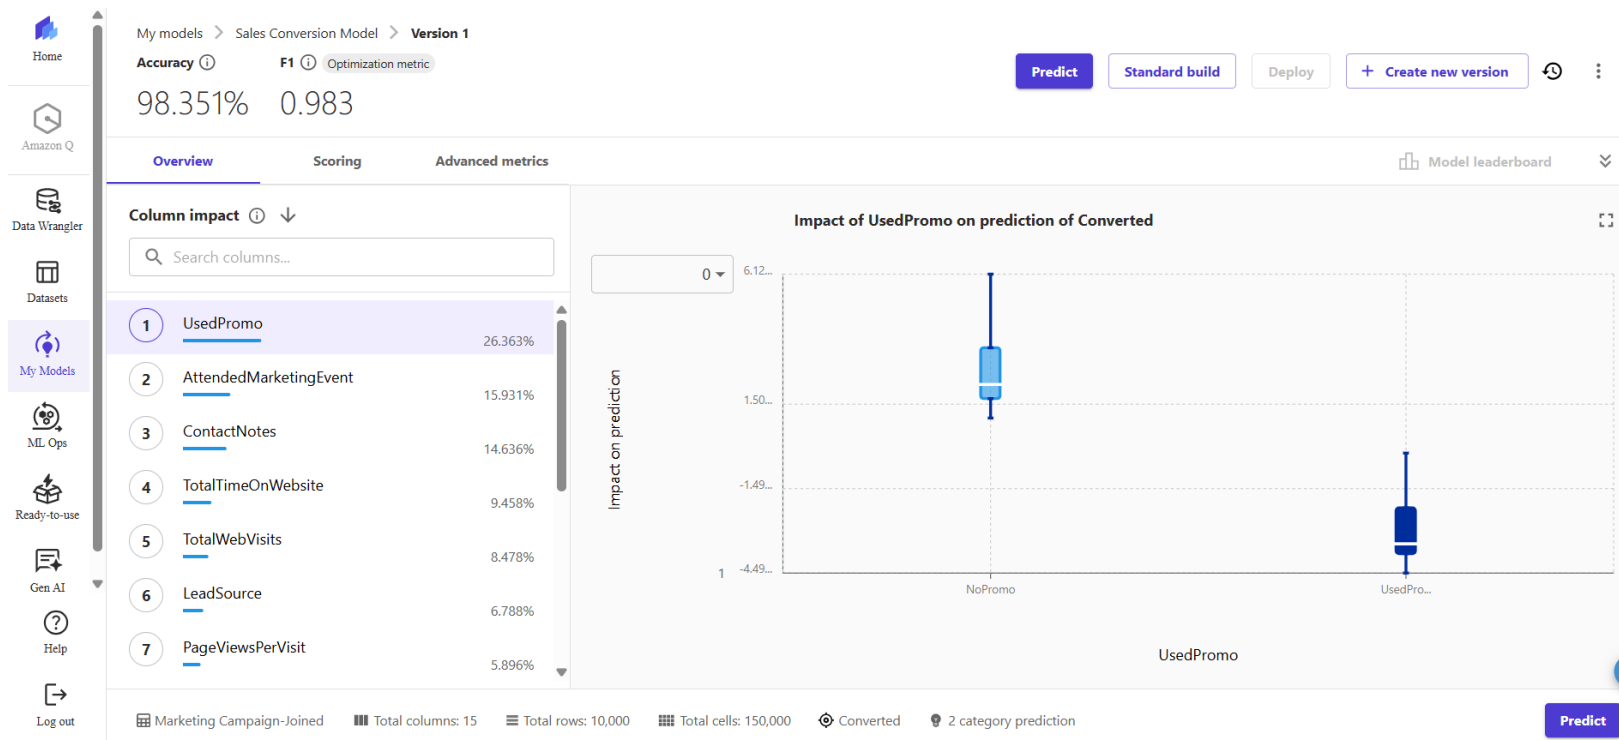 Home
Amazon Q
Data Wrangler
Datasets
My Models
ML Ops
Ready-to-use
Gen AI
Help
Log out
My models > Sales Conversion Model > Version 1
Accuracy
98.351%
F1 Optimization metric
0.983
Predict
Standard build
Deploy
+ Create new version
Overview
Scoring
Advanced metrics
Model leaderboard
Column impact
Search columns...
1 UsedPromo 26.363%
2 AttendedMarketingEvent 15.931%
3 ContactNotes 14.636%
4 TotalTimeOnWebsite 9.458%
5 TotalWebVisits 8.478%
6 LeadSource 6.788%
7 PageViewsPerVisit 5.896%
Impact of UsedPromo on prediction of Converted
0
Impact on prediction
6.12...
1.50...
-1.49...
-4.49...
1
NoPromo
UsedPro...
UsedPromo
Marketing Campaign-Joined
Total columns: 15
Total rows: 10,000
Total cells: 150,000
Converted
2 category prediction
Predict